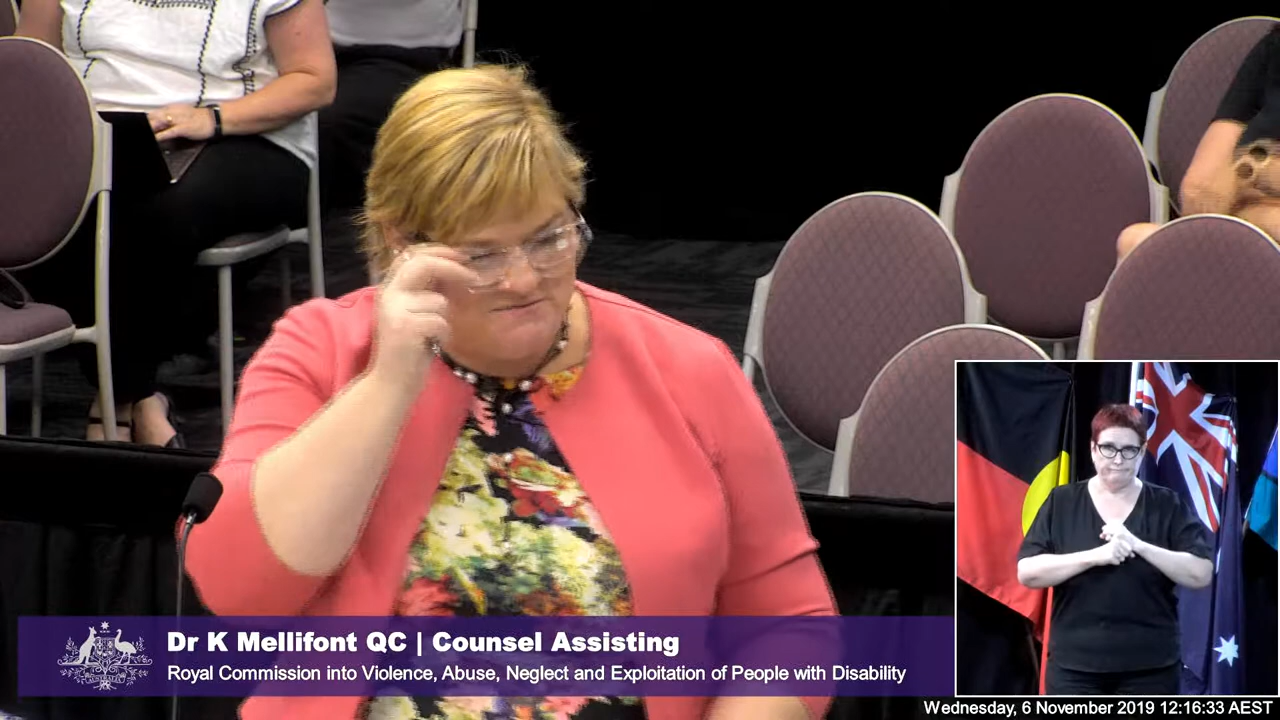 Dr K Mellifont QC | Counsel Assisting
Royal Commission into Violence, Abuse, Neglect and Exploitation of People with Disability
Wednesday, 6 November 2019 12:16:33 AEST